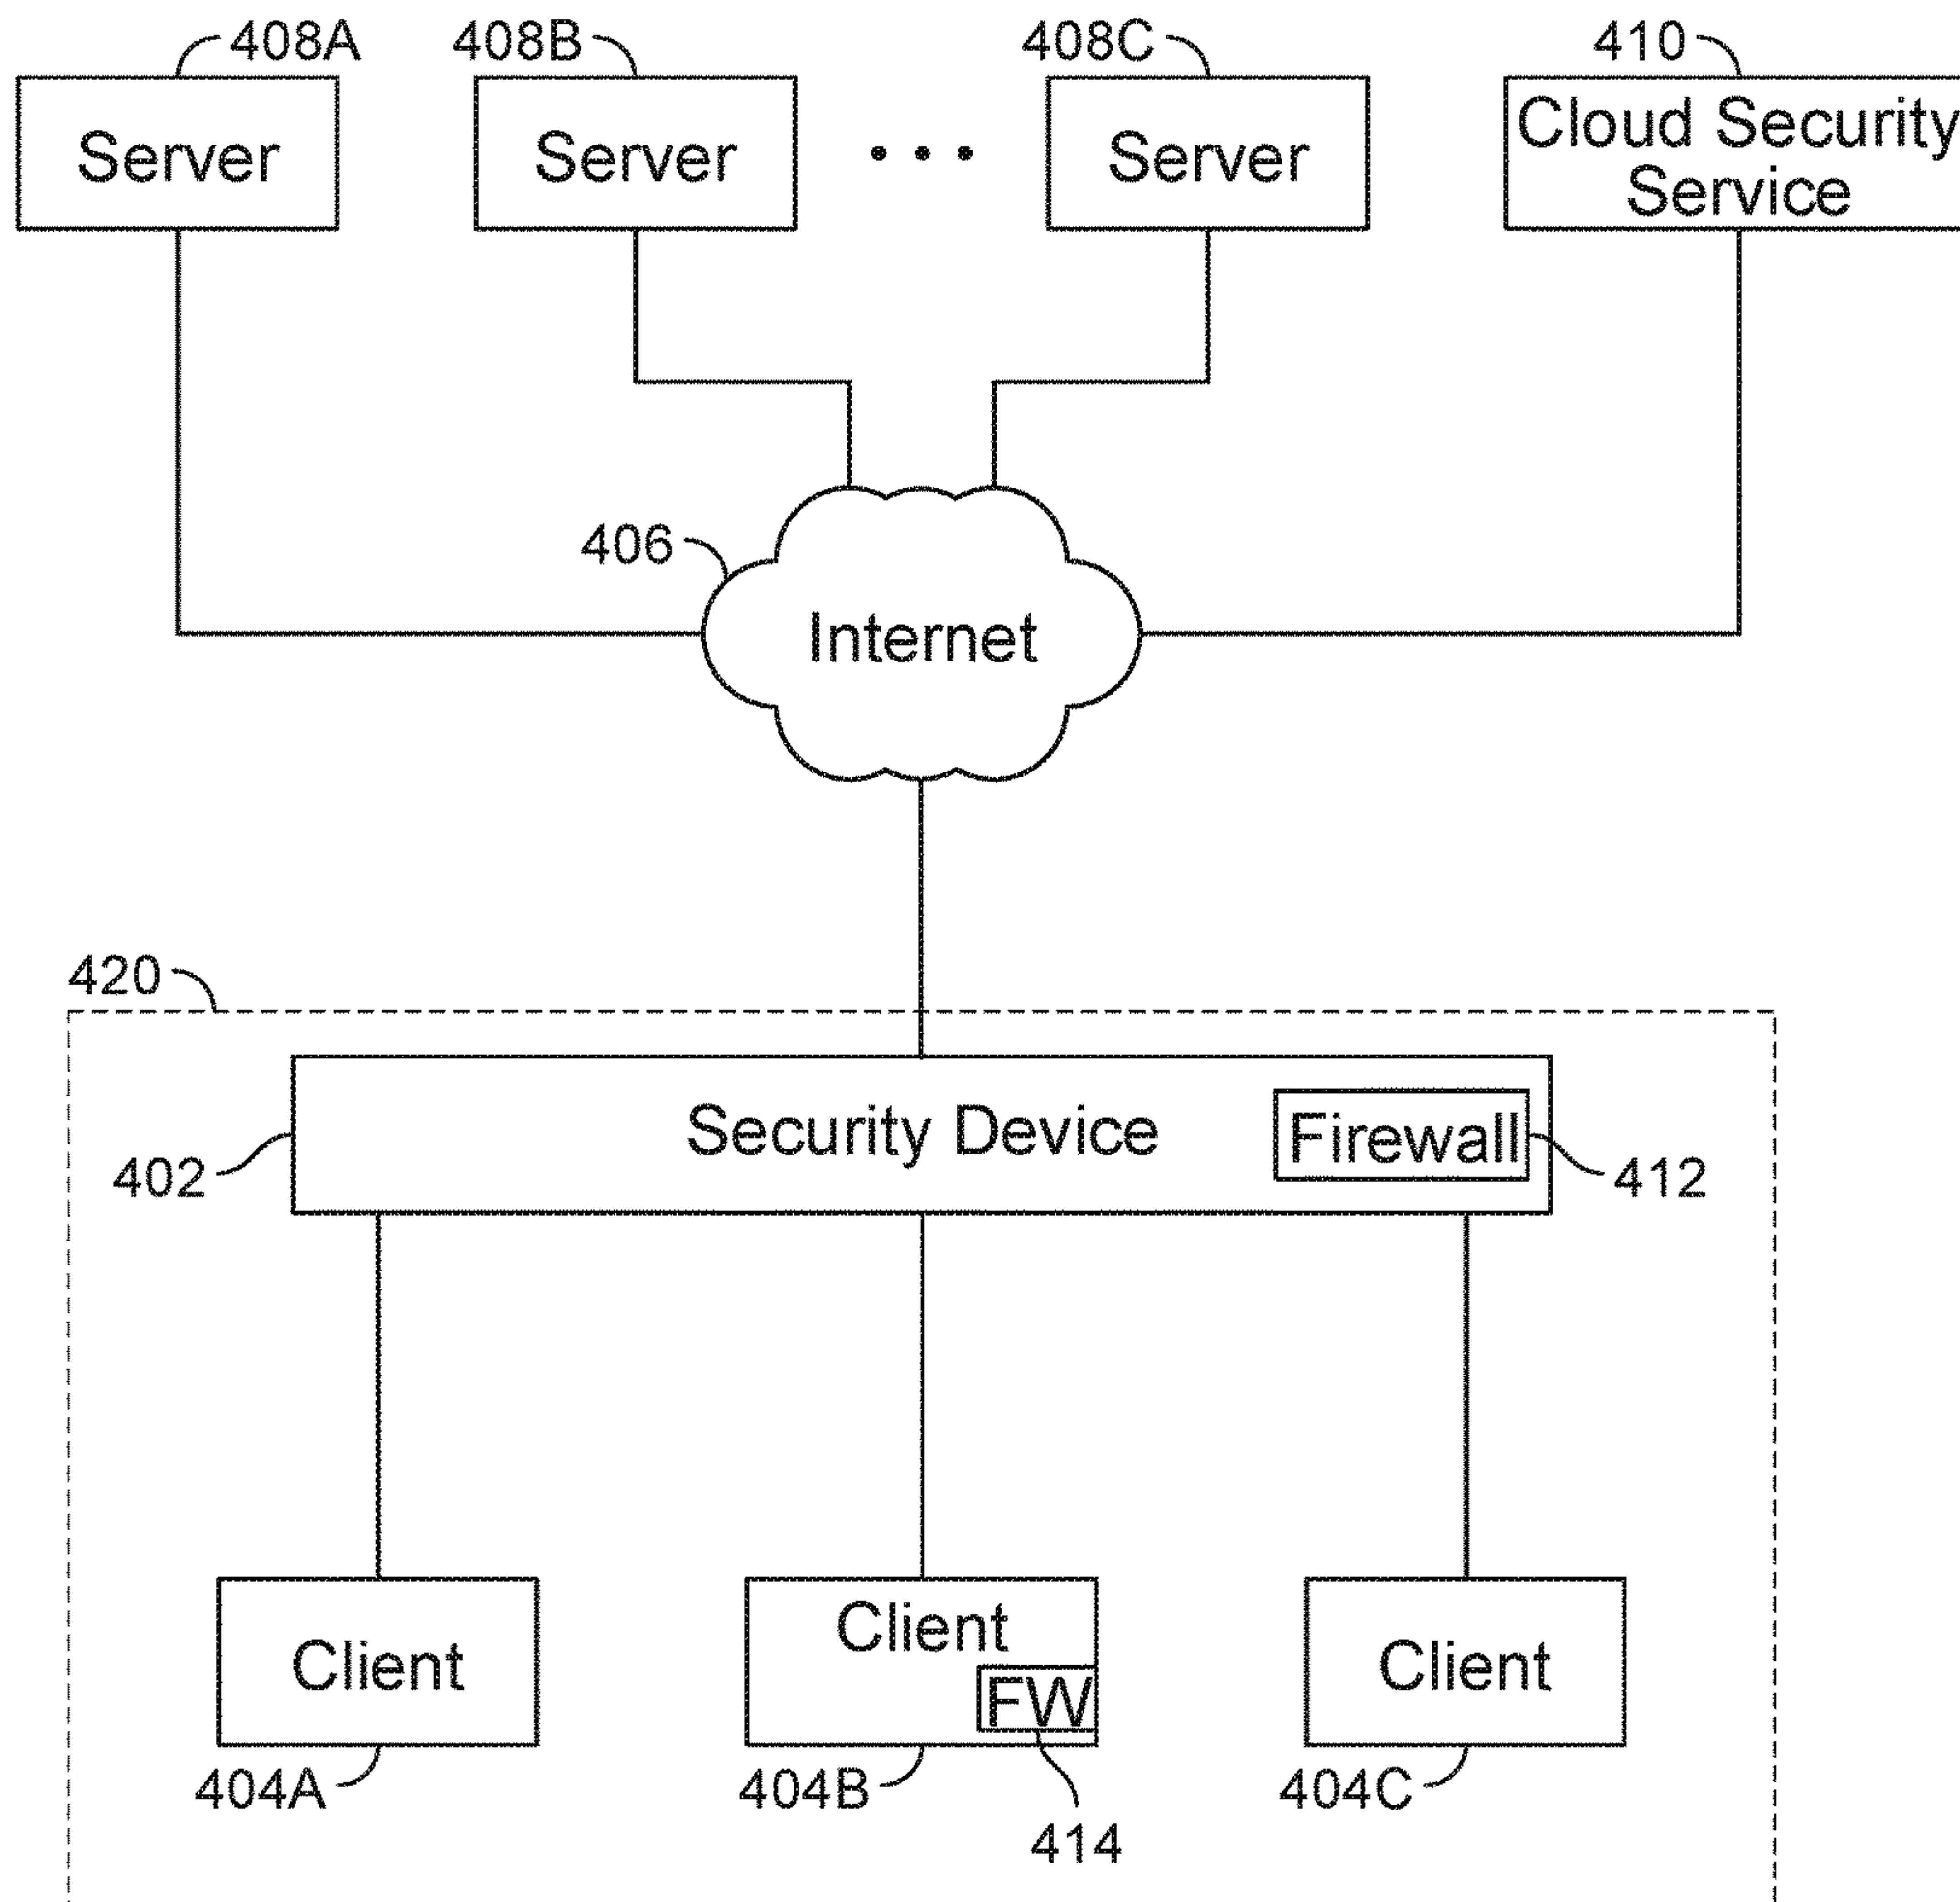 408A
408B
408C
410
Server
Server
Server
Cloud Security
Service
406
Internet
420
Security Device
Firewall
402
412
Client
Client
FW
Client
404A
404B
404C
414